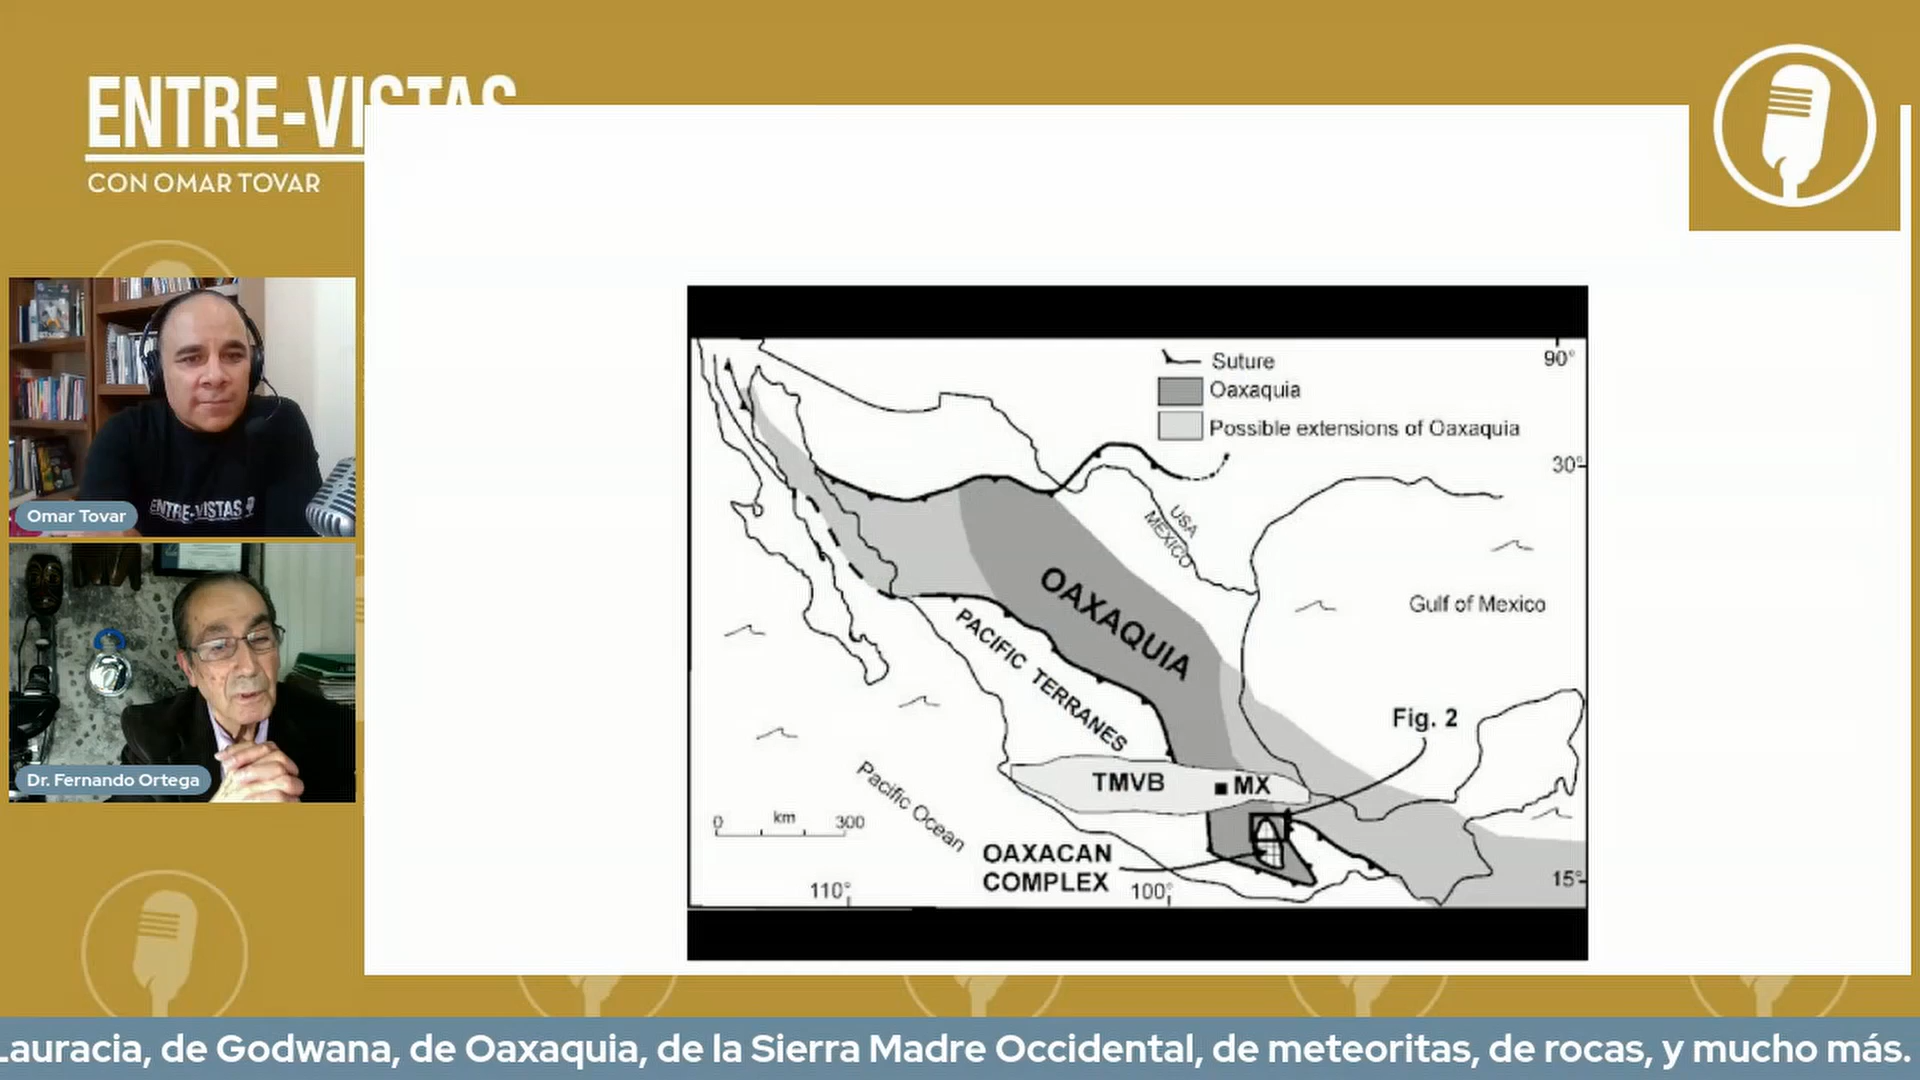 ENTRE-VISTAS
CON OMAR TOVAR
Omar Tovar
ENTRE-VISTAS
Dr. Fernando Ortega
Suture
Oaxaquia
Possible extensions of Oaxaquia
90°
30°
USA
MEXICO
OAXAQUIA
Gulf of Mexico
PACIFIC TERRANES
Fig. 2
TMVB
MX
Pacific Ocean
0 km 300
OAXACAN
COMPLEX
110°
100°
15°
Lauracia, de Godwana, de Oaxaquia, de la Sierra Madre Occidental, de meteoritas, de rocas, y mucho más.